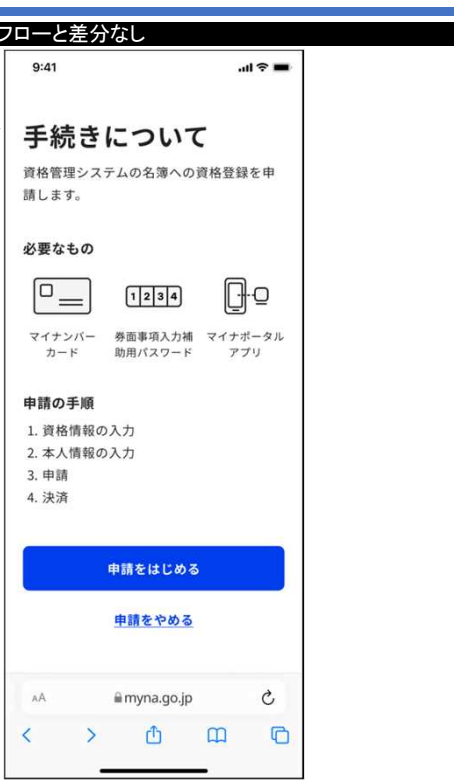 フローと差分なし
9:41
手続きについて
資格管理システムの名簿への資格登録を申
請します。
必要なもの
1 2 3 4
マイナンバー
カード
券面事項入力補
助用パスワード
マイナポータル
アプリ
申請の手順
1. 資格情報の入力
2. 本人情報の入力
3. 申請
4. 決済
申請をはじめる
申請をやめる
AA myna.go.jp